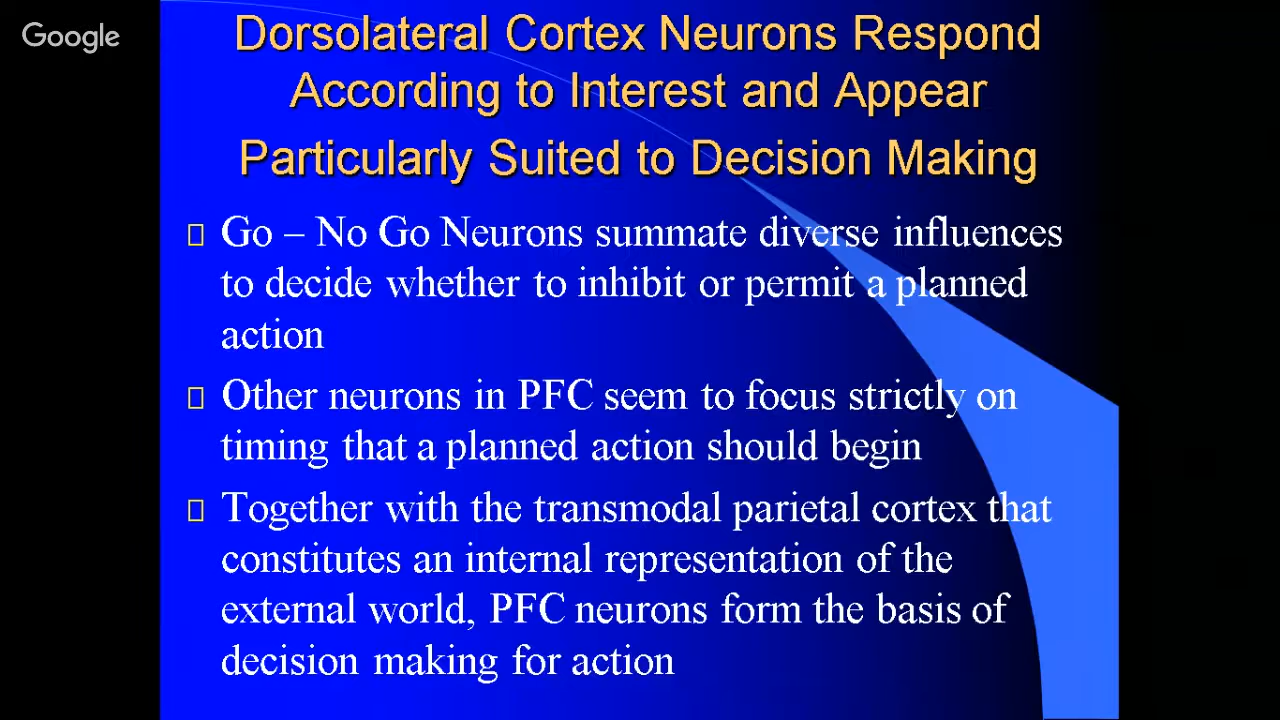 Google
Dorsolateral Cortex Neurons Respond
According to Interest and Appear
Particularly Suited to Decision Making
Go – No Go Neurons summate diverse influences
to decide whether to inhibit or permit a planned
action
Other neurons in PFC seem to focus strictly on
timing that a planned action should begin
Together with the transmodal parietal cortex that
constitutes an internal representation of the
external world, PFC neurons form the basis of
decision making for action